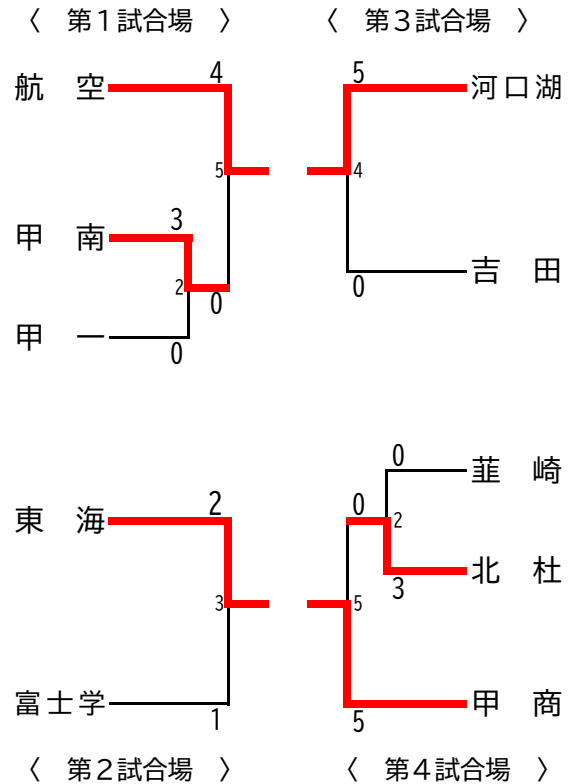 〈 第1試合場 〉
航 空
4
5
甲 南
3
2
0
甲 一
0
〈 第3試合場 〉
5
河口湖
4
吉 田
0
東 海
2
3
富士学
1
〈 第2試合場 〉
0
韮 崎
0
2
北 杜
3
5
甲 商
5
〈 第4試合場 〉